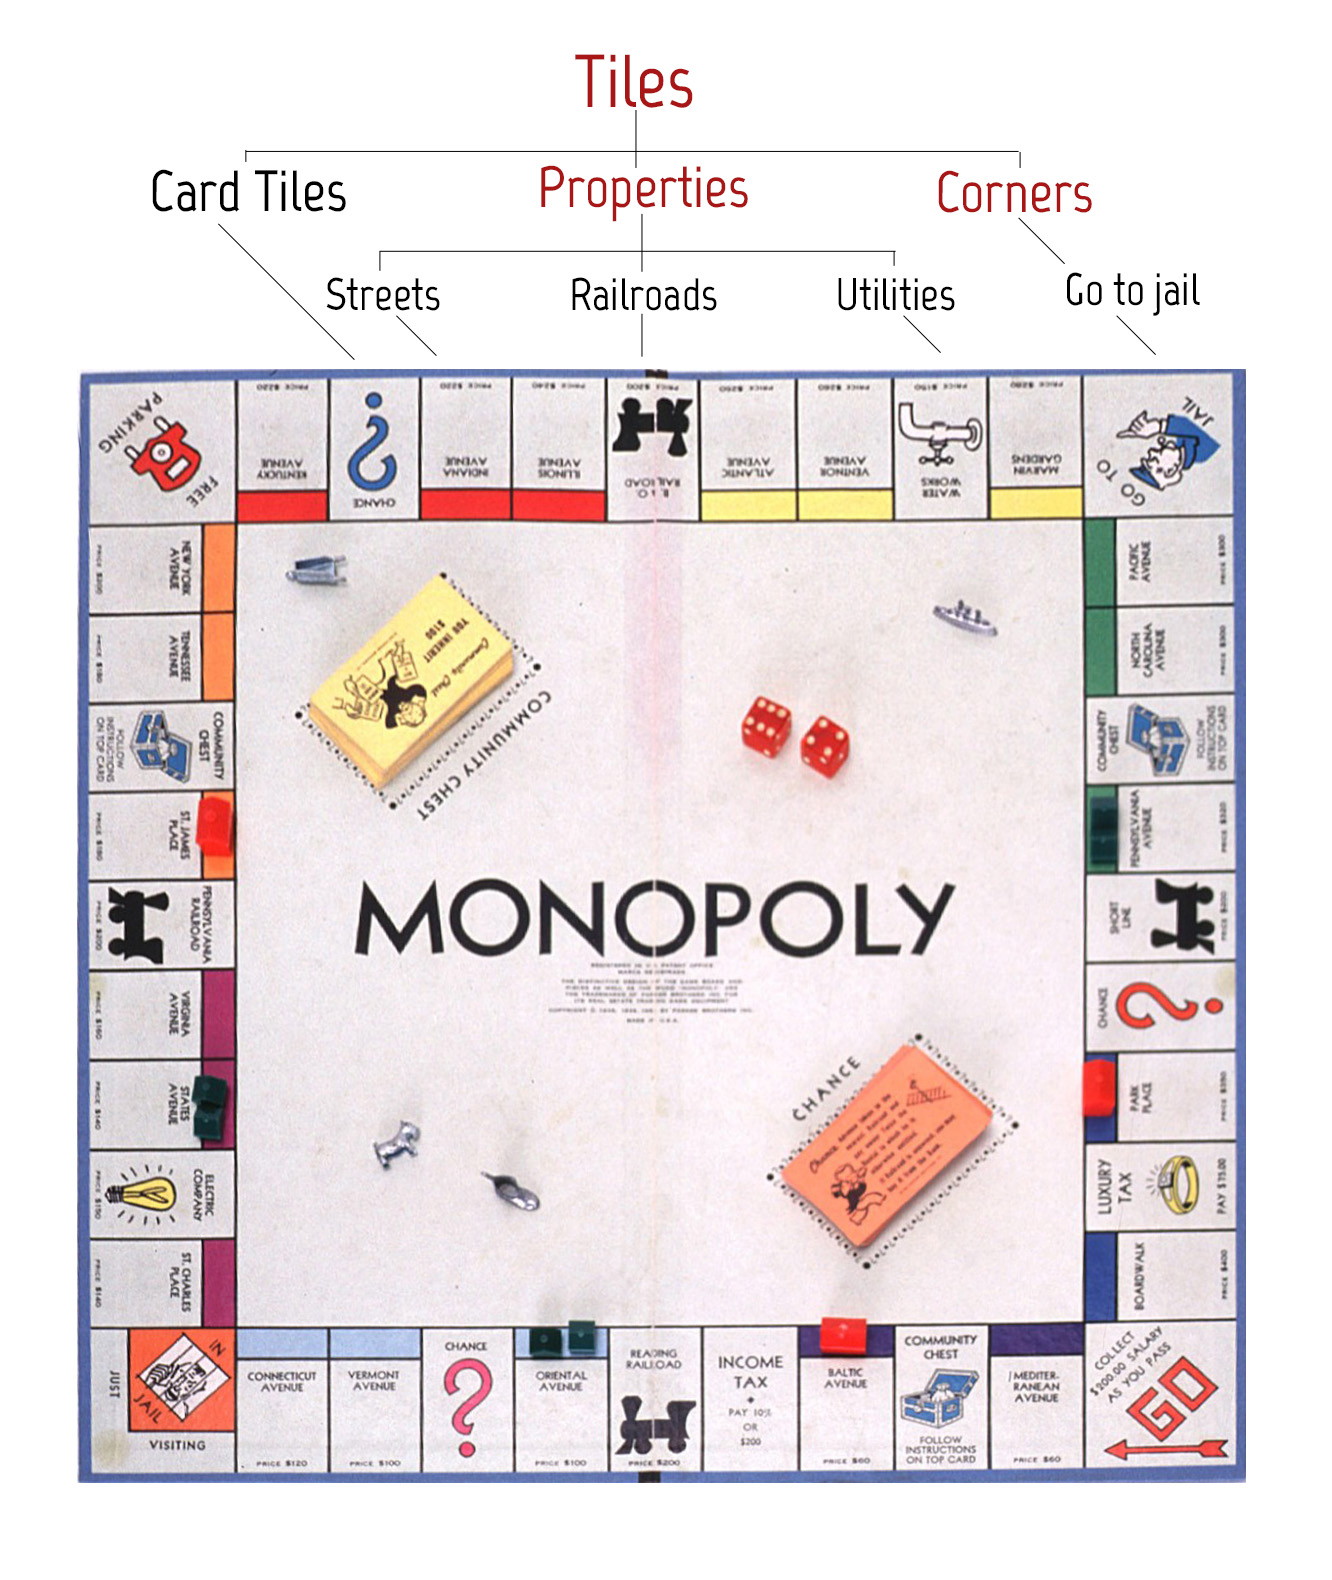 Tiles
Card Tiles
Properties
Corners
Streets
Railroads
Utilities
Go to jail
FREE
PARKING
PRICE $220
KENTUCKY
AVENUE
CHANCE
PRICE $220
INDIANA
AVENUE
PRICE $240
ILLINOIS
AVENUE
PRICE $200
B. & O.
RAILROAD
PRICE $260
ATLANTIC
AVENUE
PRICE $260
VENTNOR
AVENUE
PRICE $150
WATER
WORKS
PRICE $280
MARVIN
GARDENS
GO TO
JAIL
NEW YORK
AVENUE
PRICE $200
TENNESSEE
AVENUE
PRICE $180
COMMUNITY
CHEST
FOLLOW
INSTRUCTIONS
ON TOP CARD
ST. JAMES
PLACE
PRICE $180
PENNSYLVANIA
RAILROAD
PRICE $200
VIRGINIA
AVENUE
PRICE $160
STATES
AVENUE
PRICE $140
ELECTRIC
COMPANY
PRICE $150
ST. CHARLES
PLACE
PRICE $140
PACIFIC
AVENUE
PRICE $300
NORTH
CAROLINA
AVENUE
PRICE $300
COMMUNITY
CHEST
FOLLOW
INSTRUCTIONS
ON TOP CARD
PENNSYLVANIA
AVENUE
PRICE $320
SHORT
LINE
PRICE $200
CHANCE
PARK
PLACE
PRICE $350
LUXURY
TAX
PAY $75.00
BOARDWALK
PRICE $400
Community Chest
YOU INHERIT
$100
COMMUNITY CHEST
MONOPOLY
CHANCE
IN
JAIL
JUST
VISITING
CONNECTICUT
AVENUE
PRICE $120
VERMONT
AVENUE
PRICE $100
CHANCE
ORIENTAL
AVENUE
PRICE $100
READING
RAILROAD
PRICE $200
INCOME
TAX
PAY 10%
OR
$200
BALTIC
AVENUE
PRICE $60
COMMUNITY
CHEST
FOLLOW
INSTRUCTIONS
ON TOP CARD
MEDITER-
RANEAN
AVENUE
PRICE $60
COLLECT
$200.00 SALARY
AS YOU PASS
GO